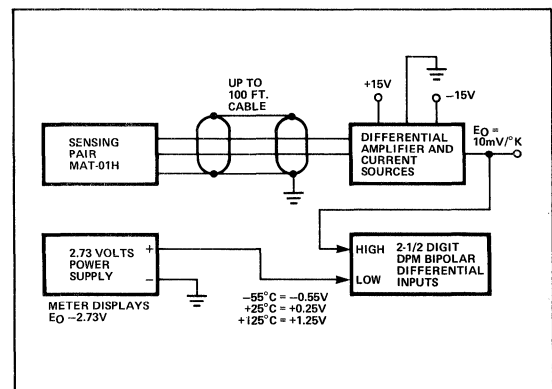 UP TO
100 FT.
CABLE
+15V
−15V
SENSING
PAIR
MAT-01H
DIFFERENTIAL
AMPLIFIER AND
CURRENT
SOURCES
EO =
10mV/°K
2.73 VOLTS
POWER
SUPPLY
+
−
HIGH
LOW
2-1/2 DIGIT
DPM BIPOLAR
DIFFERENTIAL
INPUTS
METER DISPLAYS
EO −2.73V
−55°C = −0.55V
+25°C = +0.25V
+125°C = +1.25V